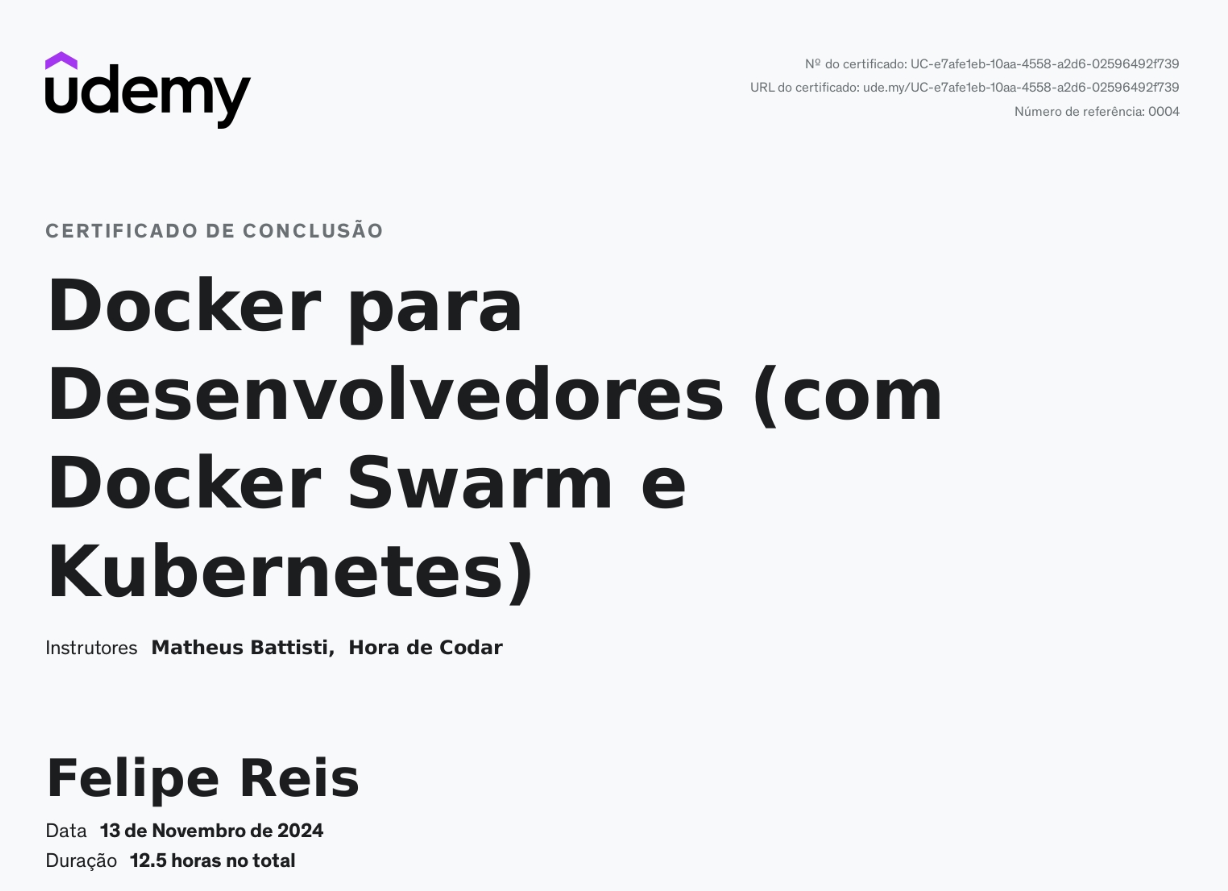 udemy
Nº do certificado: UC-e7afe1eb-10aa-4558-a2d6-02596492f739
URL do certificado: ude.my/UC-e7afe1eb-10aa-4558-a2d6-02596492f739
Número de referência: 0004
CERTIFICADO DE CONCLUSÃO
Docker para
Desenvolvedores (com
Docker Swarm e
Kubernetes)
Instrutores Matheus Battisti, Hora de Codar
Felipe Reis
Data 13 de Novembro de 2024
Duração 12.5 horas no total